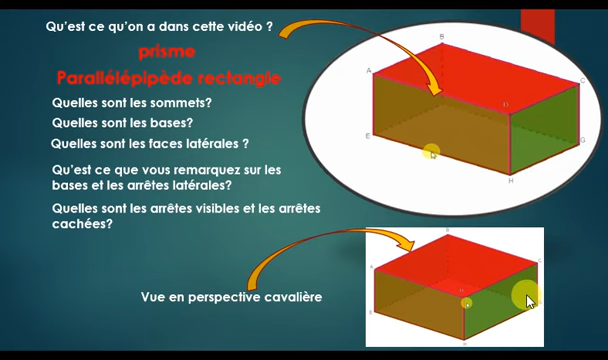 Qu'est ce qu'on a dans cette vidéo ?
prisme
Parallélépipède rectangle
Quelles sont les sommets?
Quelles sont les bases?
Quelles sont les faces latérales ?
Qu'est ce que vous remarquez sur les
bases et les arrêtes latérales?
Quelles sont les arrêtes visibles et les arrêtes
cachées?
Vue en perspective cavalière
B
A
C
D
E
G
H